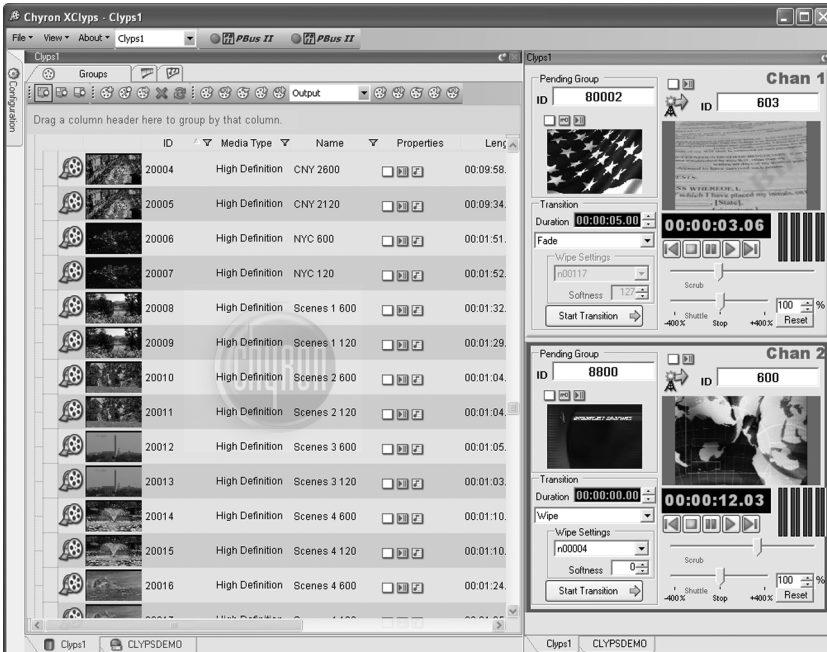 Chyron XClyps - Clyps1
File View About Clyps1 PBus II PBus II
Clyps1
Configuration
Groups
Output
Drag a column header here to group by that column.
ID Media Type Name Properties Leng
20004 High Definition CNY 2600 00:09:58.
20005 High Definition CNY 2120 00:09:34.
20006 High Definition NYC 600 00:01:51.
20007 High Definition NYC 120 00:01:52.
20008 High Definition Scenes 1 600 00:01:32.
20009 High Definition Scenes 1 120 00:01:29.
20010 High Definition Scenes 2 600 00:01:04.
20011 High Definition Scenes 2 120 00:01:04.
20012 High Definition Scenes 3 600 00:01:05.
20013 High Definition Scenes 3 120 00:01:03.
20014 High Definition Scenes 4 600 00:01:10.
20015 High Definition Scenes 4 120 00:01:10.
20016 High Definition Scenes 4 600 00:01:24.
chyron
Clyps1 CLYPSDEMO
Clyps1
Pending Group
ID 80002
Transition
Duration 00:00:05.00
Fade
Wipe Settings
n00117
Softness 127
Start Transition
Chan 1
ID 603
NS WHEREOF, I,
[State].
00:00:03.06
Scrub
-400% Shuttle Stop +400% 100 %
Reset
Pending Group
ID 8800
Transition
Duration 00:00:00.00
Wipe
Wipe Settings
n00004
Softness 0
Start Transition
Chan 2
ID 600
00:00:12.03
Scrub
-400% Shuttle Stop +400% 100 %
Reset
Clyps1 CLYPSDEMO